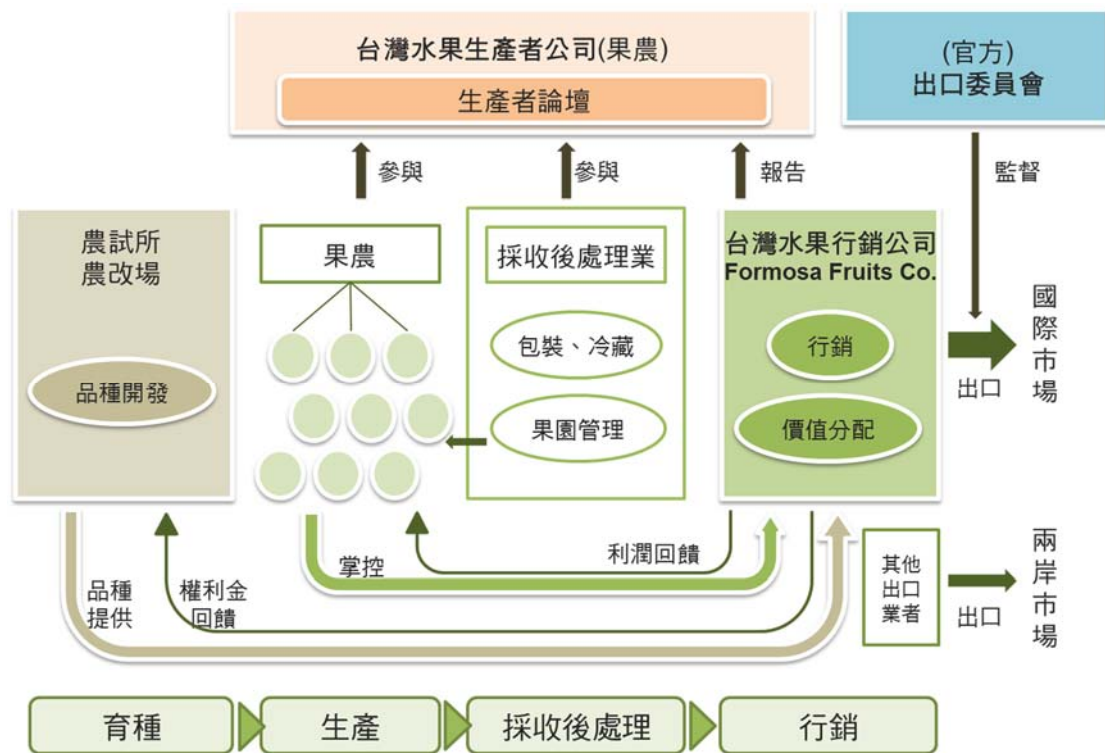 台灣水果生產者公司(果農)
生產者論壇
(官方)
出口委員會
參與
參與
報告
監督
農試所
農改場
品種開發
果農
採收後處理業
包裝、冷藏
果園管理
台灣水果行銷公司
Formosa Fruits Co.
行銷
價值分配
出口
國際市場
品種
提供
權利金
回饋
掌控
利潤回饋
其他
出口
業者
出口
兩岸市場
育種
生產
採收後處理
行銷